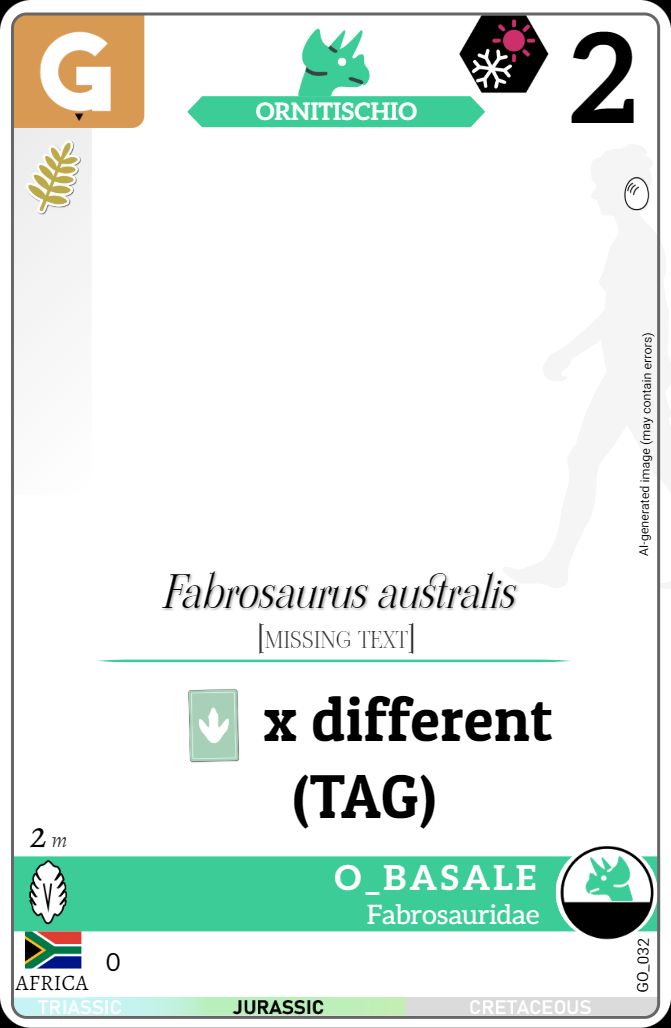 G
ORNITISCHIO
2
AI-generated image (may contain errors)
Fabrosaurus australis
[MISSING TEXT]
x different
(TAG)
2 m
O_BASALE
Fabrosauridae
0
AFRICA
GO_032
TRIASSIC
JURASSIC
CRETACEOUS